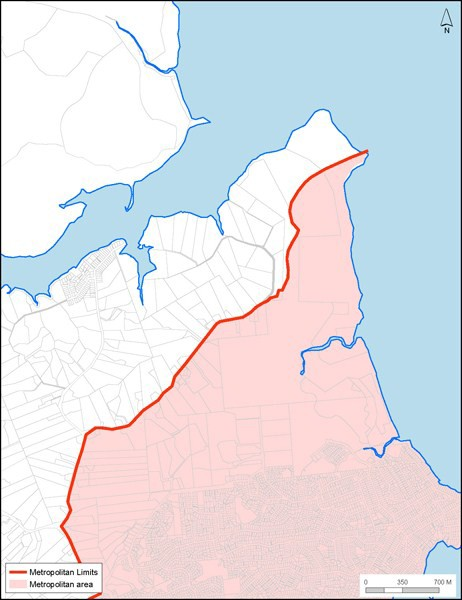 N
Metropolitan Limits
Metropolitan area
0 350 700 M